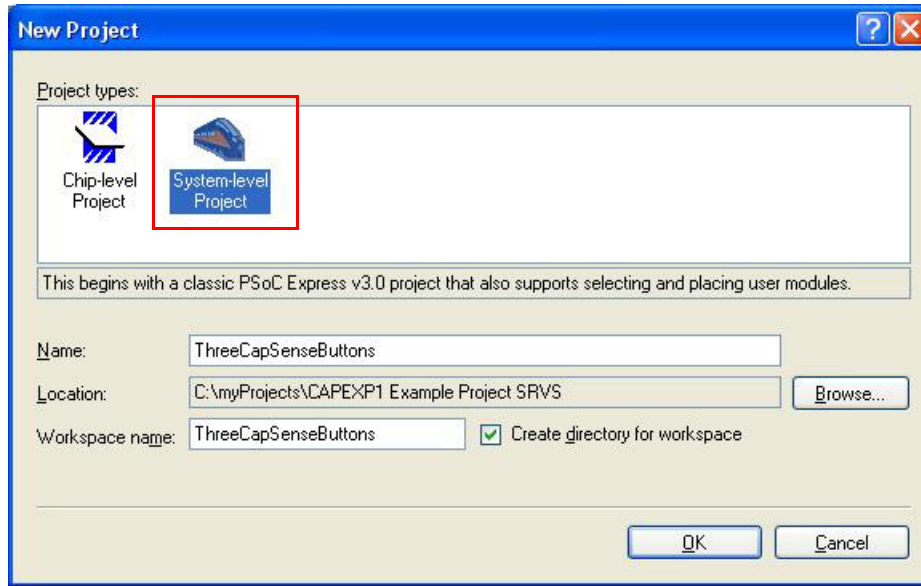 New Project
Project types:
Chip-level
Project
System-level
Project
This begins with a classic PSoC Express v3.0 project that also supports selecting and placing user modules.
Name:
ThreeCapSenseButtons
Location:
C:\myProjects\CAPEXP1 Example Project SRVS
Browse...
Workspace name:
ThreeCapSenseButtons
Create directory for workspace
OK
Cancel